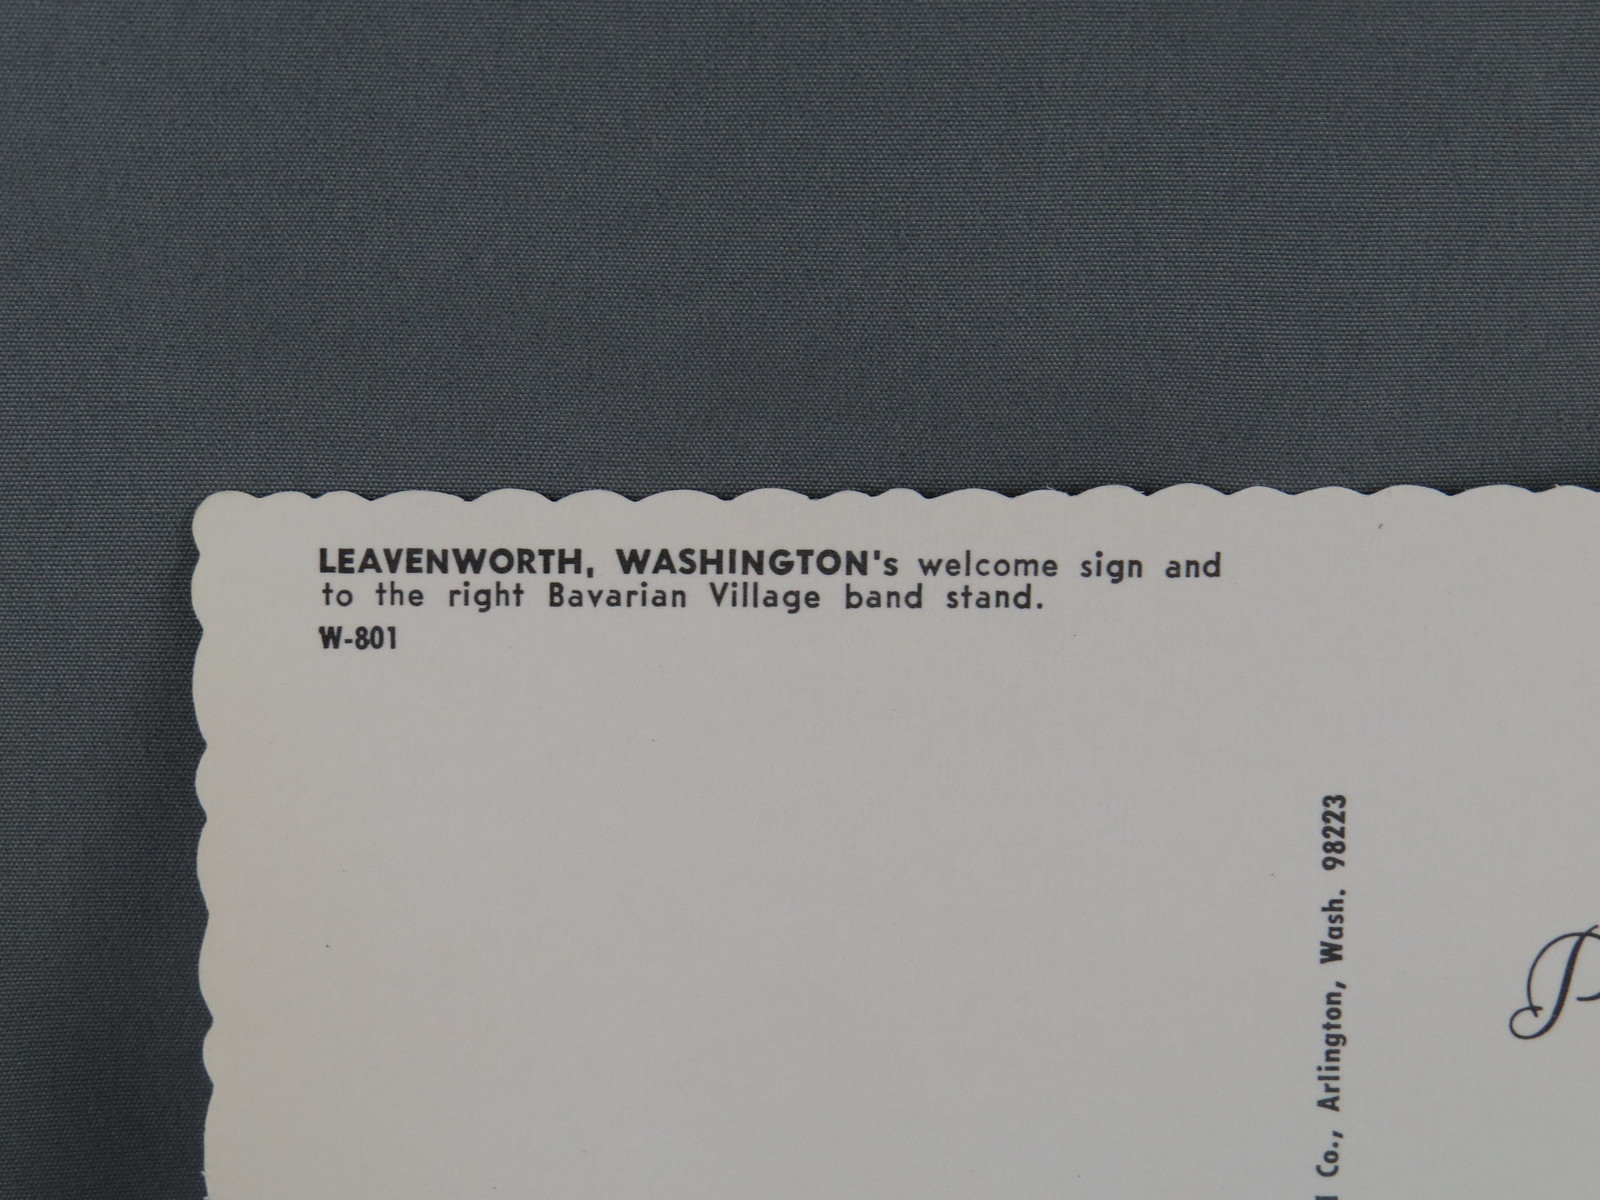 LEAVENWORTH, WASHINGTON's welcome sign and
to the right Bavarian Village band stand.
W-801
Co., Arlington, Wash. 98223